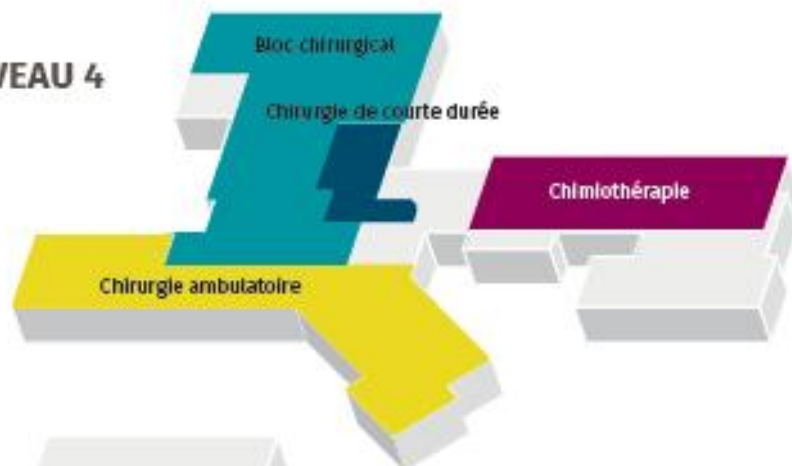 VEAU 4
Bloc chirurgical
Chirurgie de courte durée
Chimiothérapie
Chirurgie ambulatoire